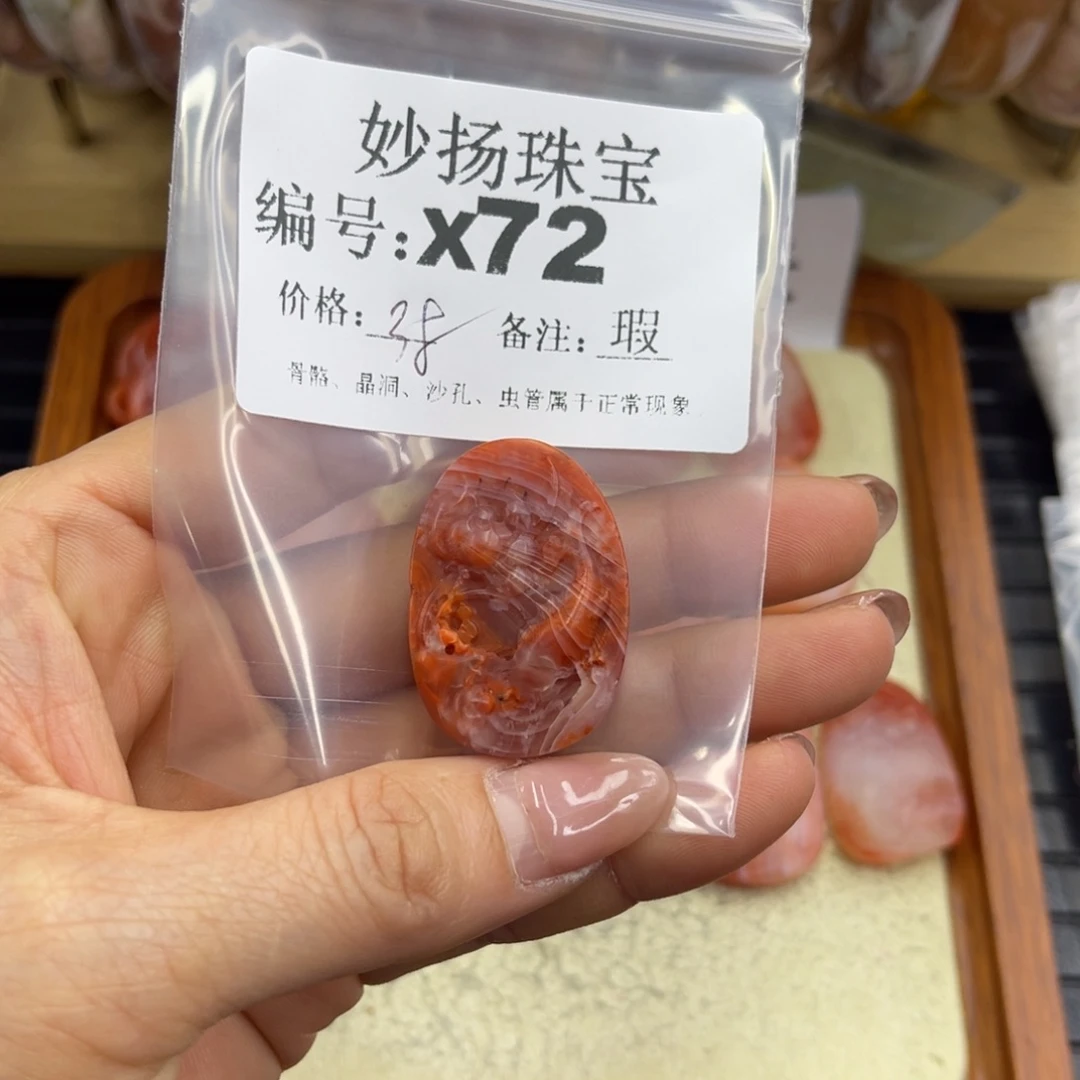 妙扬珠宝
编号:x72
价格:38 备注:瑕
骨骼、晶洞、沙孔、虫管属于正常现象